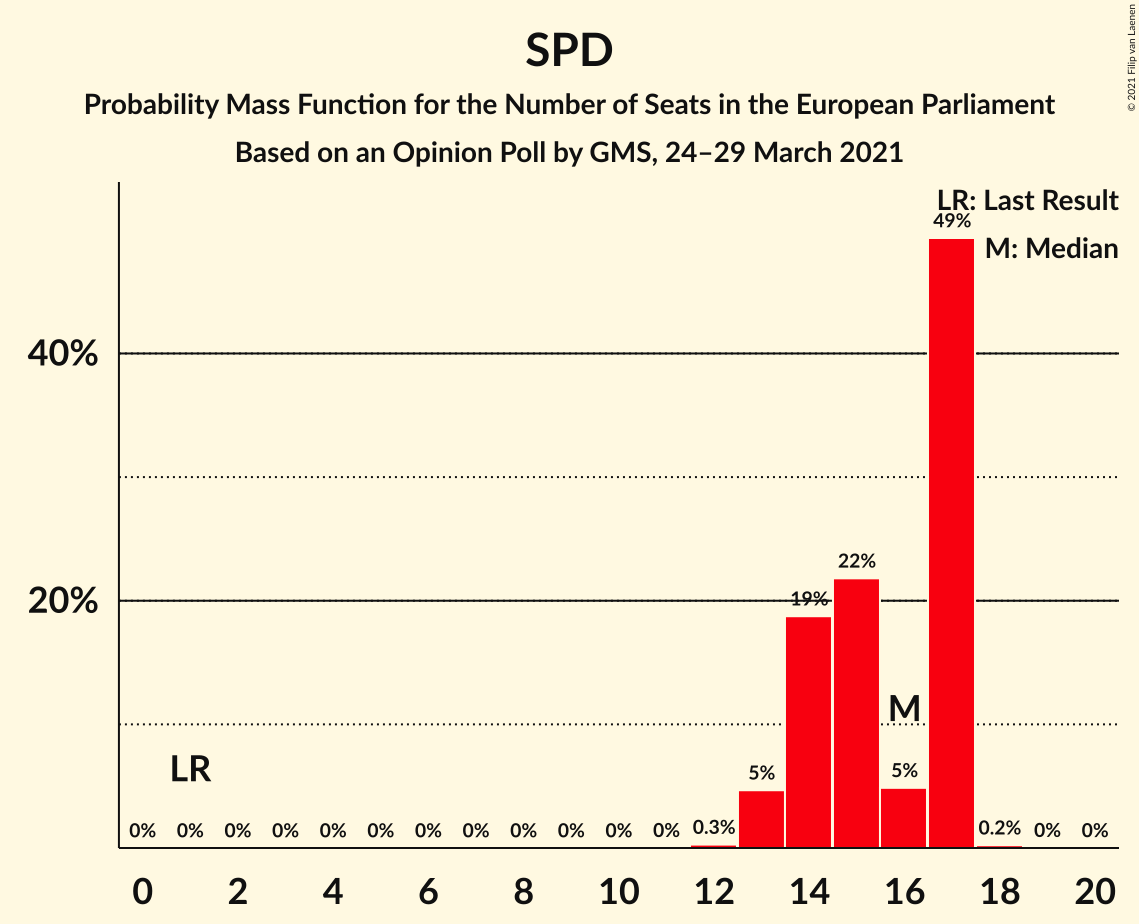 SPD
Probability Mass Function for the Number of Seats in the European Parliament
Based on an Opinion Poll by GMS, 24–29 March 2021
© 2021 Filip van Laenen
LR: Last Result
M: Median
40%
20%
49%
22%
19%
M
LR
5%
5%
0% 0% 0% 0% 0% 0% 0% 0% 0% 0% 0% 0% 0.3% 0.2% 0% 0%
0 2 4 6 8 10 12 14 16 18 20